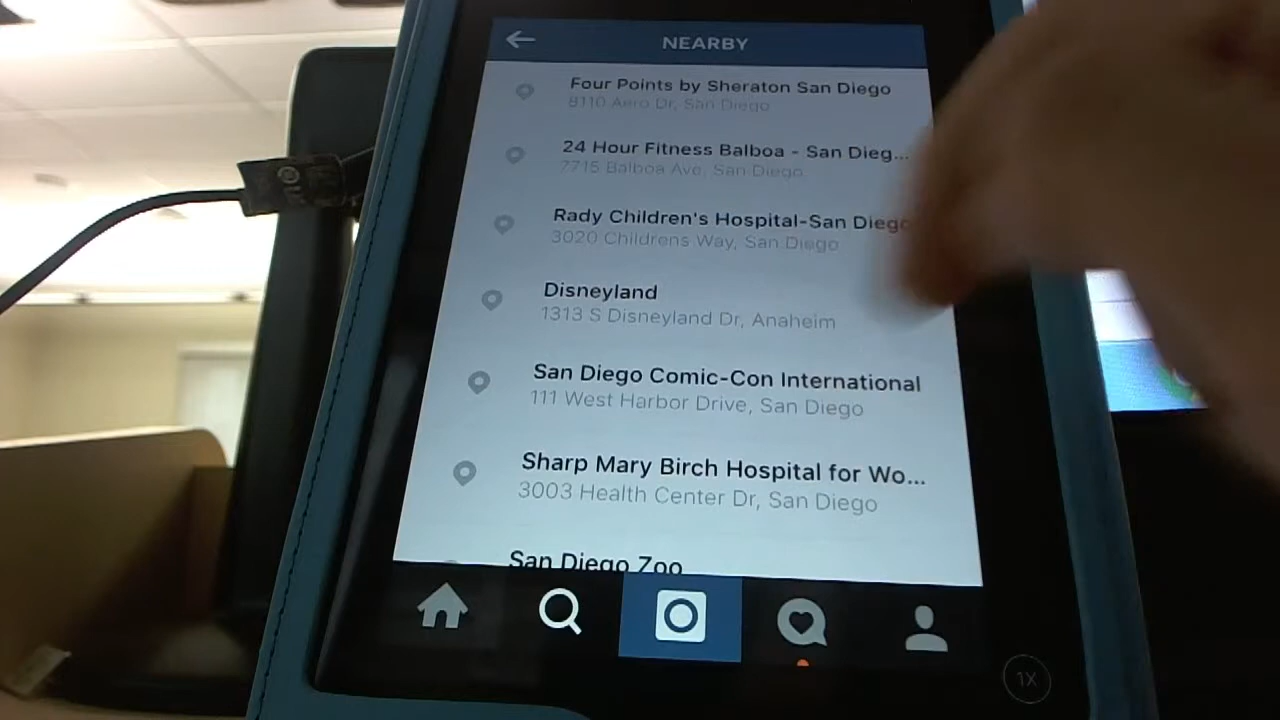 NEARBY
Four Points by Sheraton San Diego
8110 Aero Dr, San Diego
24 Hour Fitness Balboa - San Dieg...
7715 Balboa Ave, San Diego
Rady Children's Hospital-San Diego
3020 Childrens Way, San Diego
Disneyland
1313 S Disneyland Dr, Anaheim
San Diego Comic-Con International
111 West Harbor Drive, San Diego
Sharp Mary Birch Hospital for Wo...
3003 Health Center Dr, San Diego
San Diego Zoo
1X